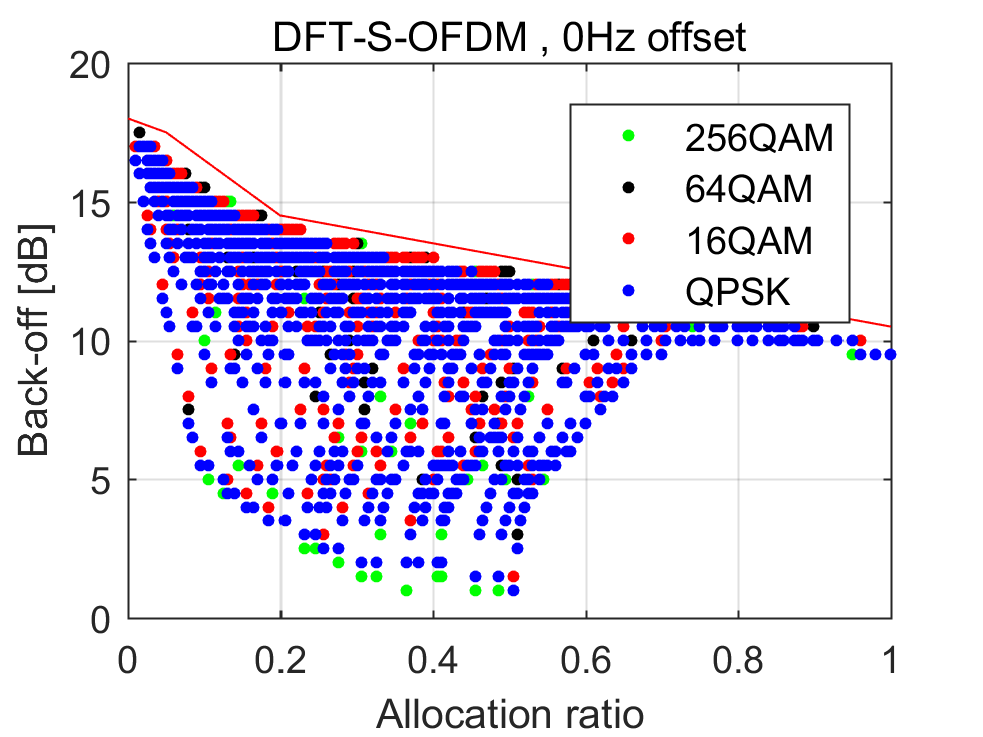 DFT-S-OFDM , 0Hz offset
20
15
10
5
0
Back-off [dB]
256QAM
64QAM
16QAM
QPSK
0 0.2 0.4 0.6 0.8 1
Allocation ratio